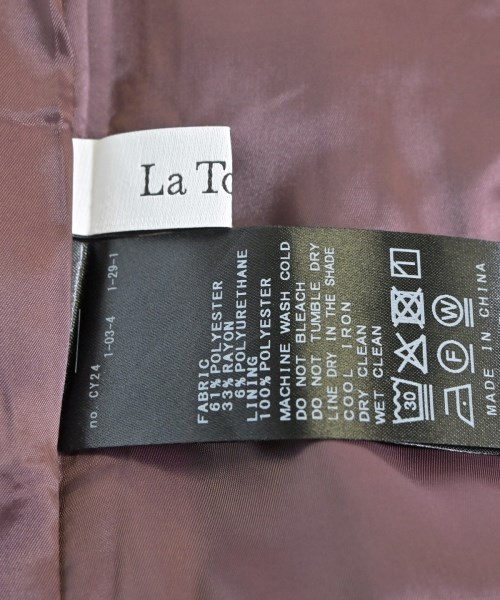 La To
FABRIC
61% POLYESTER
33% RAYON
6% POLYURETHANE
LINING
100% POLYESTER
MACHINE WASH COLD
DO NOT BLEACH
DO NOT TUMBLE DRY
LINE DRY IN THE SHADE
COOL IRON
DRY CLEAN
WET CLEAN
30
F W
MADE IN CHINA
no. CY24 1-03-4 1-29-1